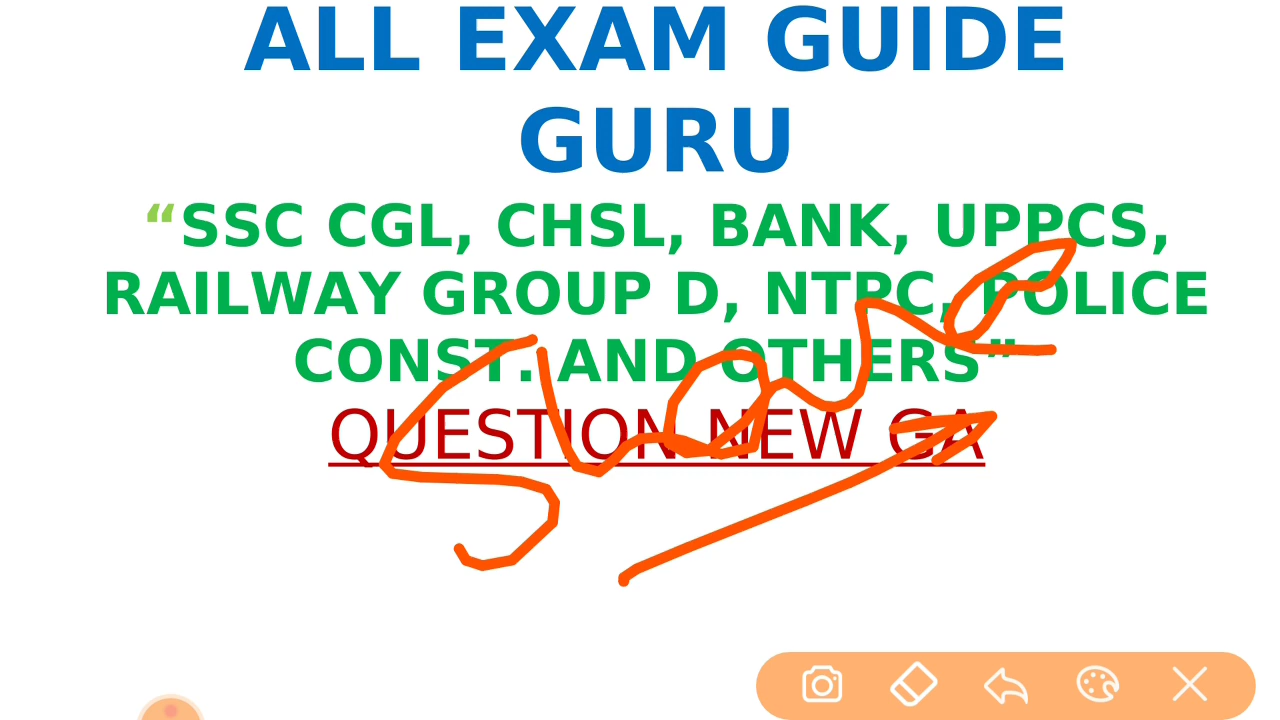 ALL EXAM GUIDE
GURU
“SSC CGL, CHSL, BANK, UPPCS,
RAILWAY GROUP D, NTPC, POLICE
CONST. AND OTHERS”
QUESTION NEW GA
Share